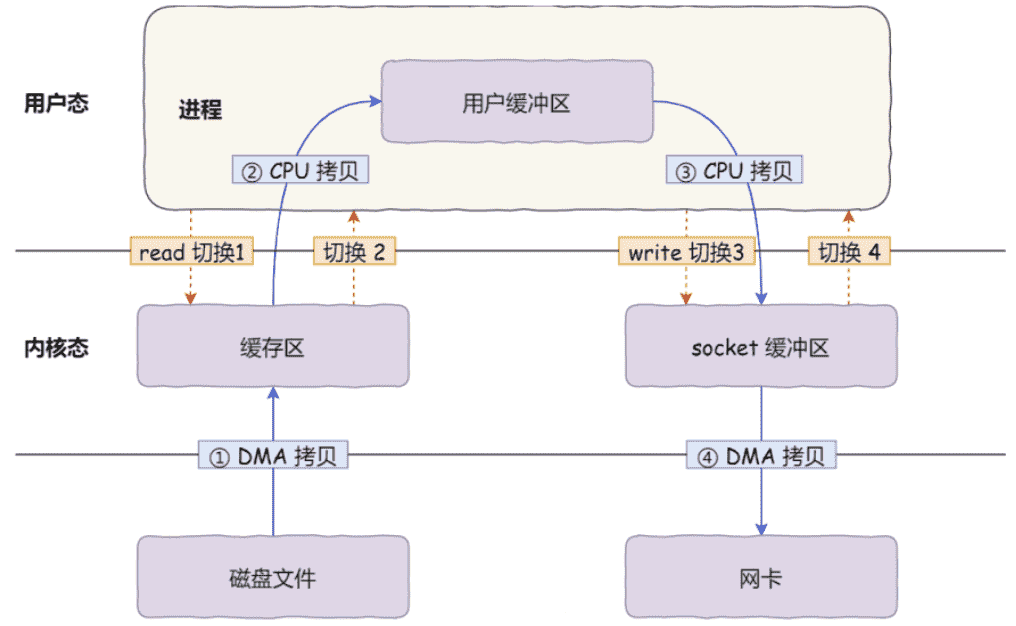 用户态
进程
用户缓冲区
② CPU 拷贝
③ CPU 拷贝
read 切换1
切换 2
write 切换3
切换 4
内核态
缓存区
socket 缓冲区
① DMA 拷贝
④ DMA 拷贝
磁盘文件
网卡